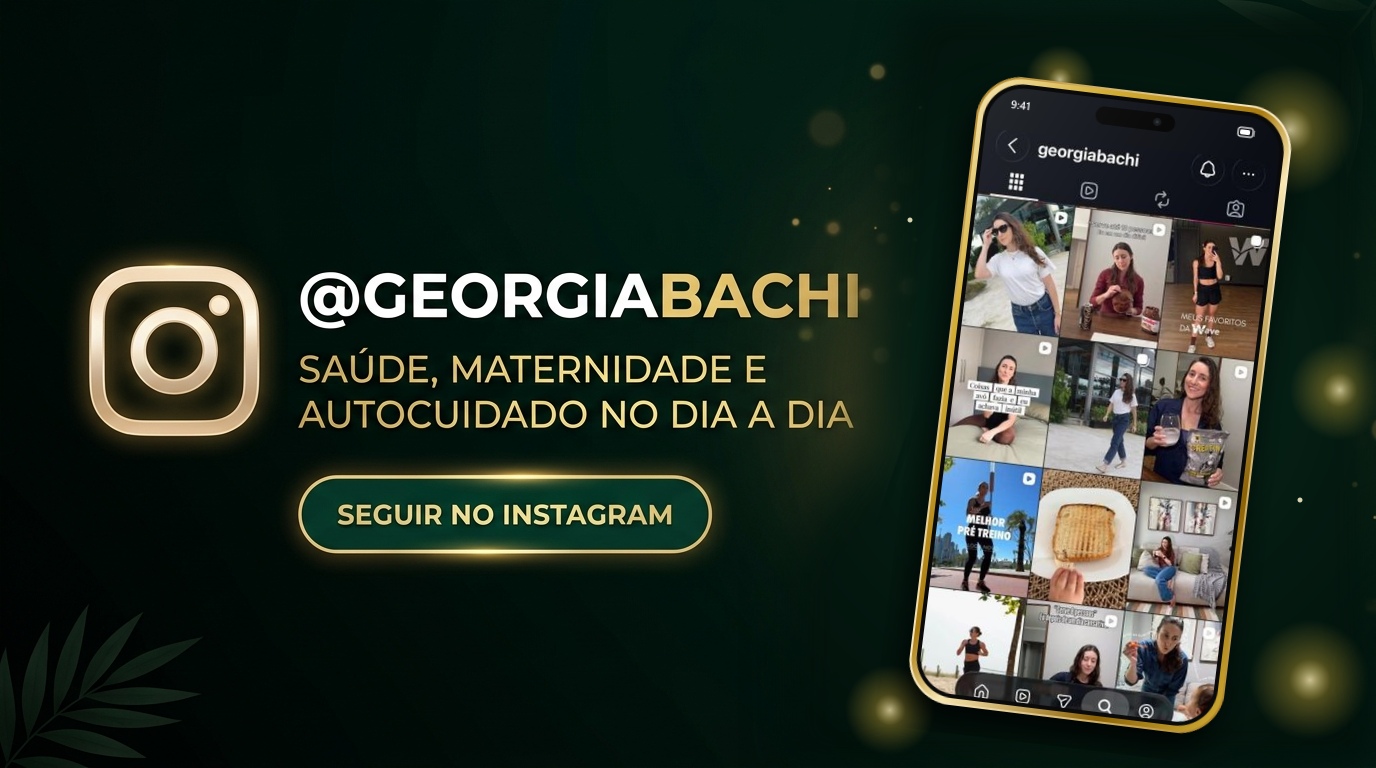 @GEORGIABACHI
SAÚDE, MATERNIDADE E
AUTOCUIDADO NO DIA A DIA
SEGUIR NO INSTAGRAM
9:41
georgiabachi
MEUS FAVORITOS
DA Wave
W
Coisas que a minha
avó fazia e eu
achava inútil
MELHOR
PRÉ TREINO